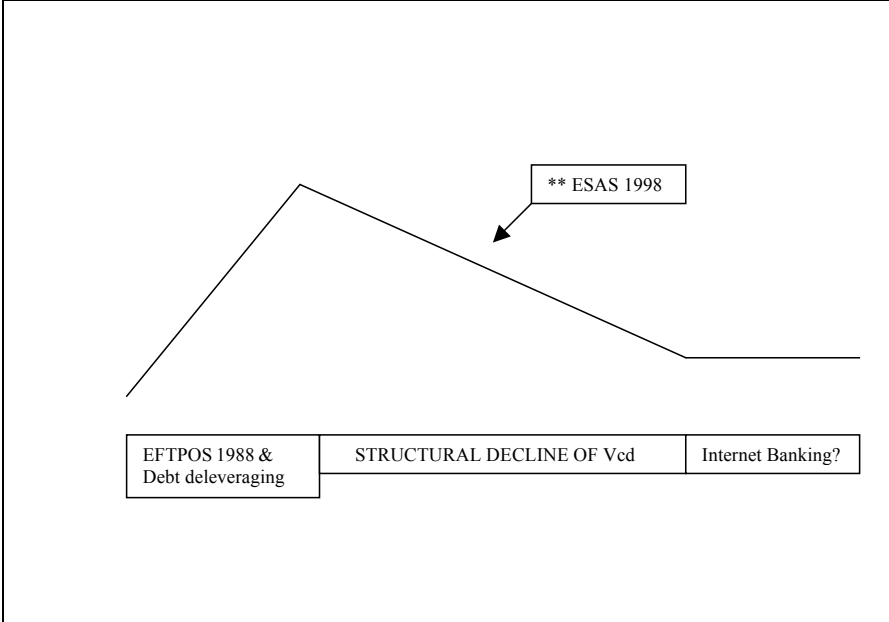 ** ESAS 1998
EFTPOS 1988 &
Debt deleveraging
STRUCTURAL DECLINE OF Vcd
Internet Banking?